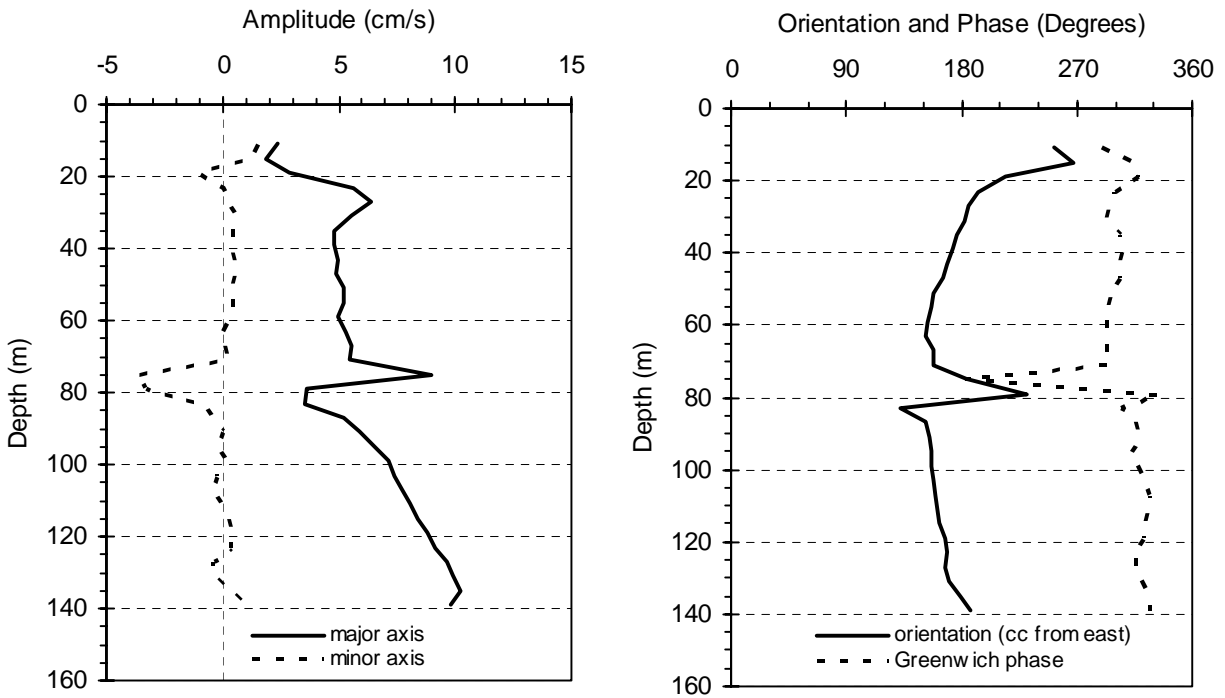 Amplitude (cm/s)
-5 0 5 10 15
0
20
40
60
80
100
120
140
160
Depth (m)
major axis
minor axis
Orientation and Phase (Degrees)
0 90 180 270 360
0
20
40
60
80
100
120
140
160
Depth (m)
orientation (cc from east)
Greenwich phase